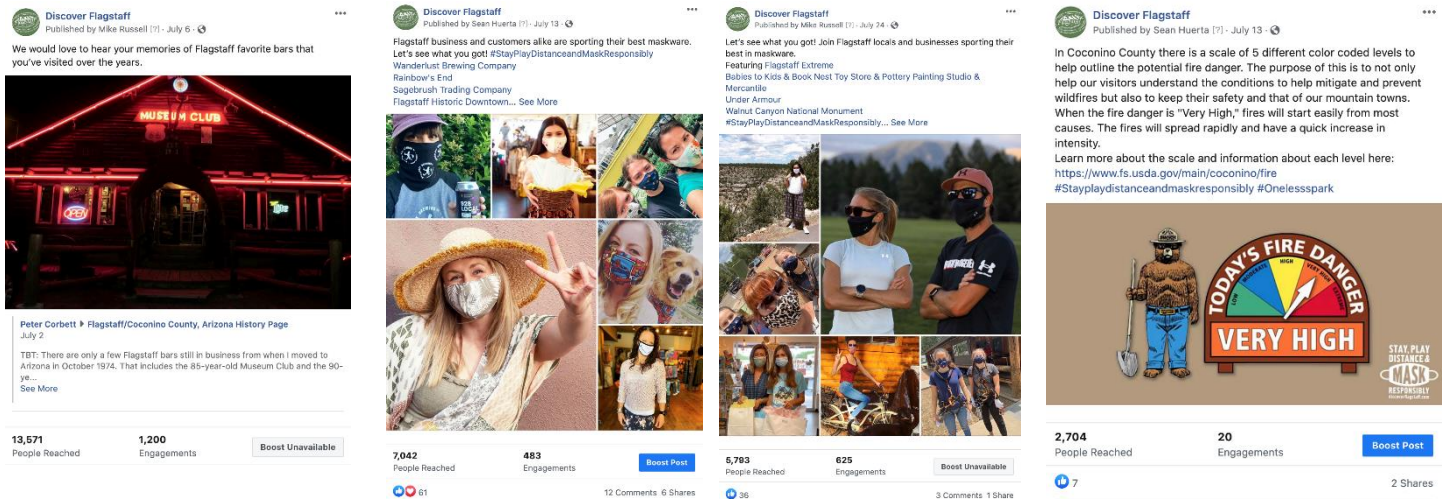 Discover Flagstaff
Published by Mike Russell [?] · July 6 ·
We would love to hear your memories of Flagstaff favorite bars that
you've visited over the years.
MUSEUM CLUB
OPEN
Peter Corbett ▸ Flagstaff/Coconino County, Arizona History Page
July 2
TBT: There are only a few Flagstaff bars still in business from when I moved to
Arizona in October 1974. That includes the 85-year-old Museum Club and the 90-
ye...
See More
13,571
People Reached
1,200
Engagements
Boost Unavailable
Discover Flagstaff
Published by Sean Huerta [?] · July 13 ·
Flagstaff business and customers alike are sporting their best maskware.
Let's see what you got! #StayPlayDistanceandMaskResponsibly
Wanderlust Brewing Company
Rainbow's End
Sagebrush Trading Company
Flagstaff Historic Downtown... See More
928
LOCAL
7,042
People Reached
483
Engagements
Boost Post
61
12 Comments 6 Shares
Discover Flagstaff
Published by Mike Russell [?] · July 24 ·
Let's see what you got! Join Flagstaff locals and businesses sporting their
best in maskware.
Featuring Flagstaff Extreme
Babies to Kids & Book Nest Toy Store & Pottery Painting Studio &
Mercantile
Under Armour
Walnut Canyon National Monument
#StayPlayDistanceandMaskResponsibly... See More
5,793
People Reached
625
Engagements
Boost Unavailable
36
3 Comments 1 Share
Discover Flagstaff
Published by Sean Huerta [?] · July 13 ·
In Coconino County there is a scale of 5 different color coded levels to
help outline the potential fire danger. The purpose of this is to not only
help our visitors understand the conditions to help mitigate and prevent
wildfires but also to keep their safety and that of our mountain towns.
When the fire danger is "Very High," fires will start easily from most
causes. The fires will spread rapidly and have a quick increase in
intensity.
Learn more about the scale and information about each level here:
https://www.fs.usda.gov/main/coconino/fire
#Stayplaydistanceandmaskresponsibly #Onelessspark
TODAY'S FIRE DANGER
LOW
MODERATE
HIGH
VERY HIGH
EXTREME
VERY HIGH
STAY, PLAY
DISTANCE &
MASK
RESPONSIBLY
discoverflagstaff.com
2,704
People Reached
20
Engagements
Boost Post
7
2 Shares